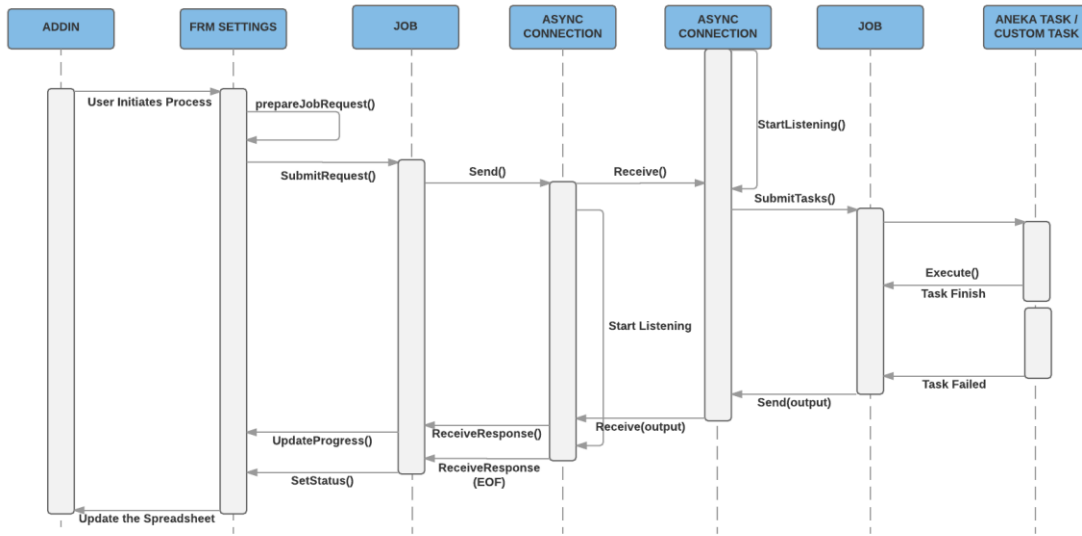 ADDIN
FRM SETTINGS
JOB
ASYNC
CONNECTION
ASYNC
CONNECTION
JOB
ANEKA TASK /
CUSTOM TASK
User Initiates Process
prepareJobRequest()
StartListening()
SubmitRequest()
Send()
Receive()
SubmitTasks()
Execute()
Task Finish
Start Listening
Task Failed
Send(output)
Receive(output)
ReceiveResponse()
UpdateProgress()
ReceiveResponse
(EOF)
SetStatus()
Update the Spreadsheet